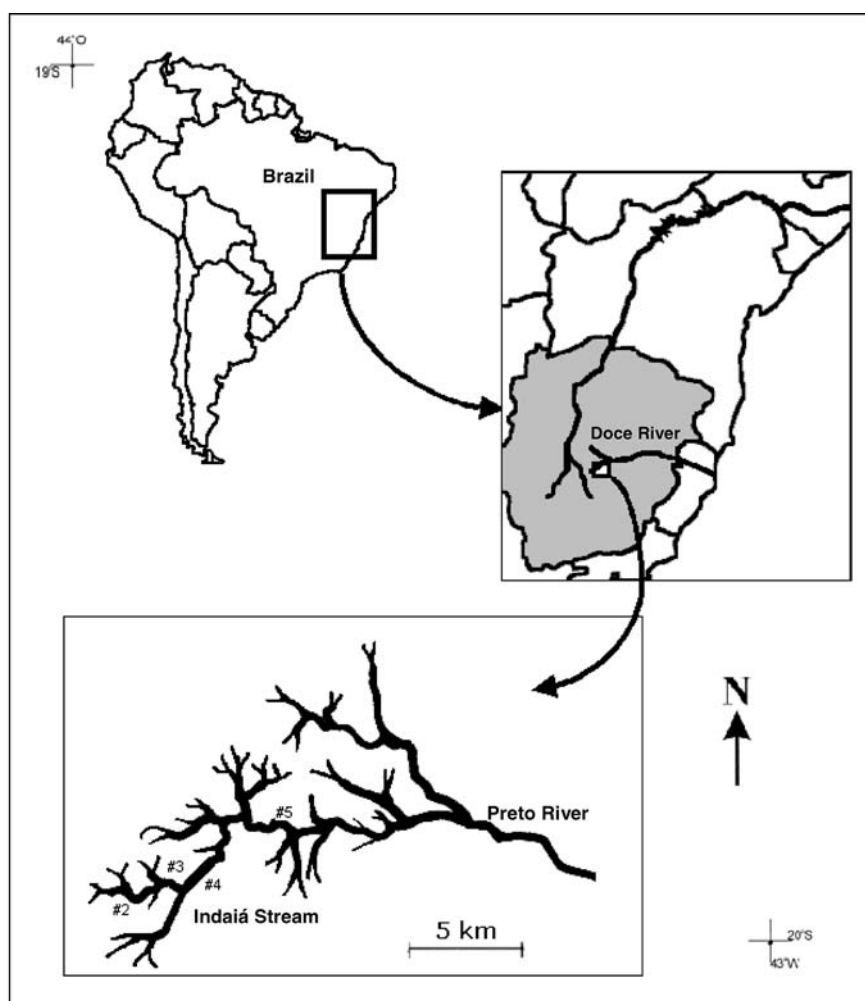 44°O
19°S
Brazil
Doce River
N
Preto River
#5
#3
#4
#2
Indaiá Stream
5 km
20°S
43°W